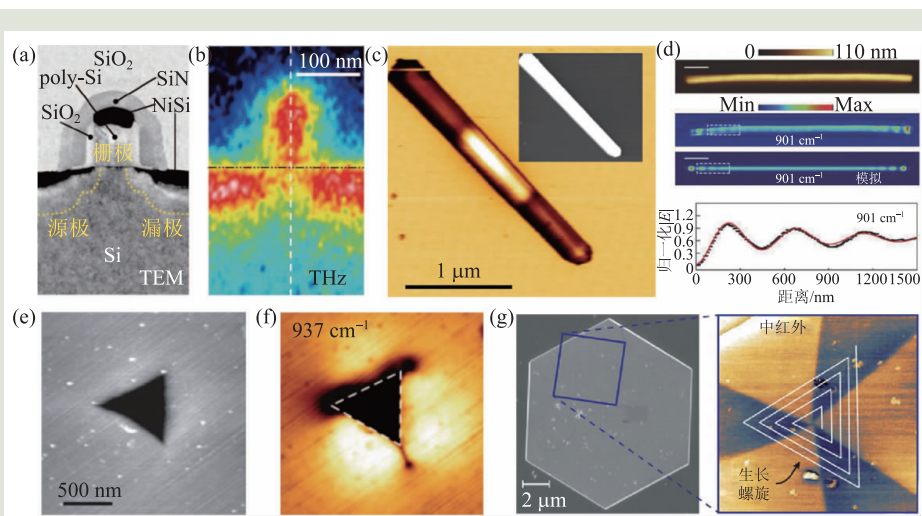 (a)
SiO₂
poly-Si
SiN
SiO₂
NiSi
栅极
源极
漏极
Si
TEM
(b)
100 nm
THz
(c)
1 μm
(d)
0
110 nm
Min
Max
901 cm⁻¹
901 cm⁻¹
模拟
归一化|E|
1.2
0.9
0.6
0.3
0
901 cm⁻¹
0
300
600
900
1200
1500
距离/nm
(e)
500 nm
(f)
937 cm⁻¹
(g)
2 μm
中红外
生长
螺旋